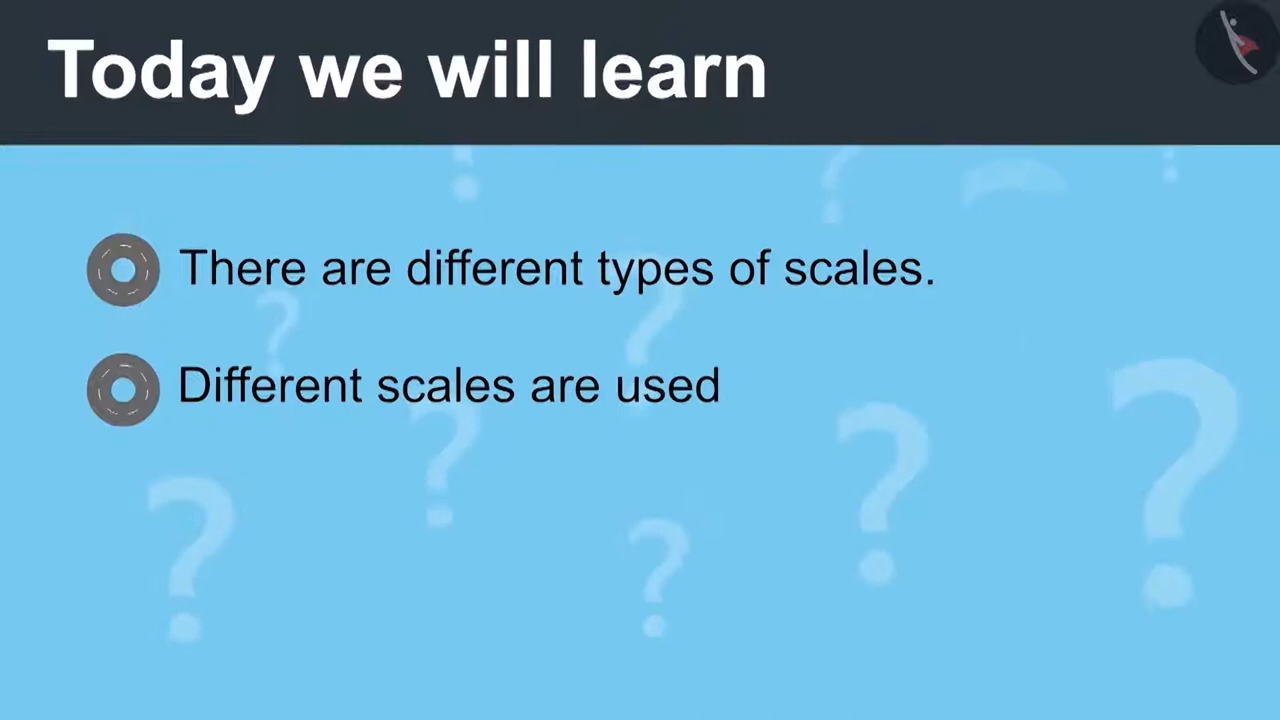 Today we will learn
There are different types of scales.
Different scales are used